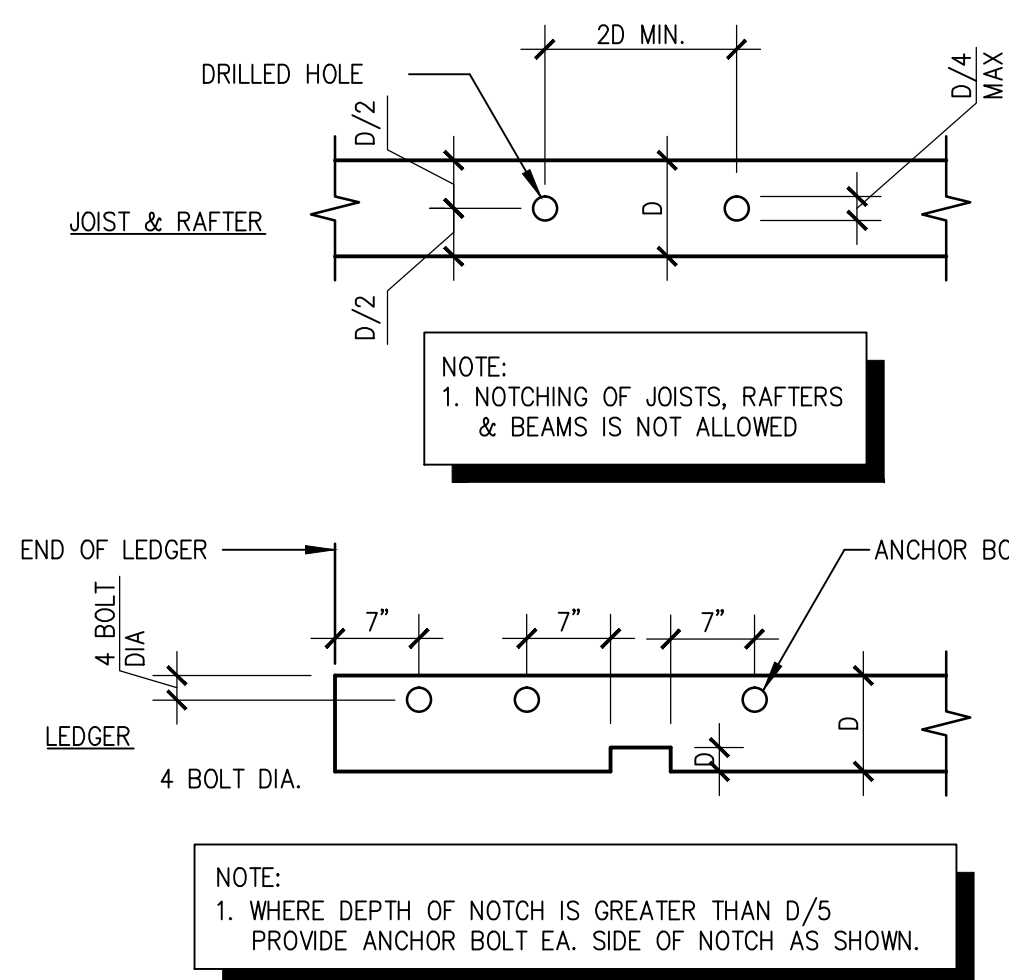 2D MIN.
DRILLED HOLE
D/2
D/4
MAX
JOIST & RAFTER
D
D/2
NOTE:
1. NOTCHING OF JOISTS, RAFTERS
& BEAMS IS NOT ALLOWED
END OF LEDGER
ANCHOR
4 BOLT
DIA
7"
7"
7"
LEDGER
D
D
4 BOLT DIA.
NOTE:
1. WHERE DEPTH OF NOTCH IS GREATER THAN D/5
PROVIDE ANCHOR BOLT EA. SIDE OF NOTCH AS SHOWN.